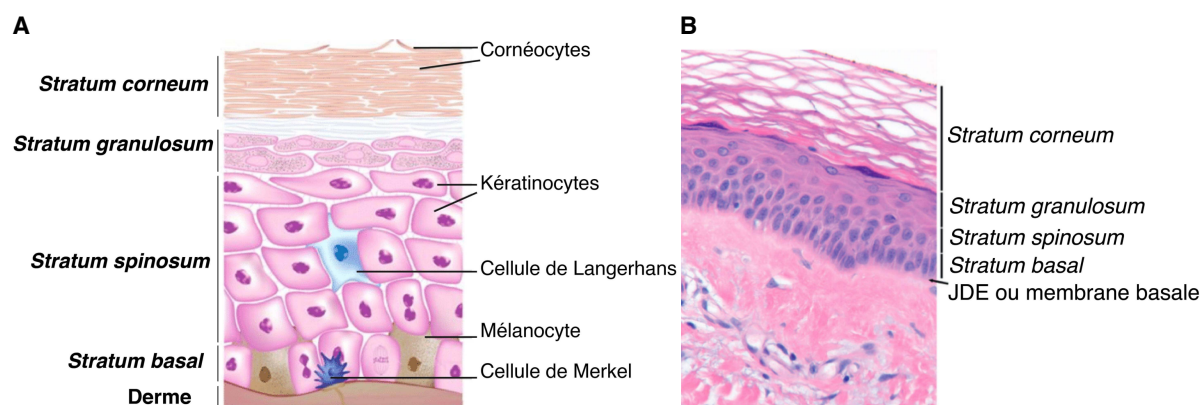 A
Cornéocytes
Stratum corneum
Stratum granulosum
Kératinocytes
Stratum spinosum
Cellule de Langerhans
Mélanocyte
Stratum basal
Cellule de Merkel
Derme
B
Stratum corneum
Stratum granulosum
Stratum spinosum
Stratum basal
JDE ou membrane basale